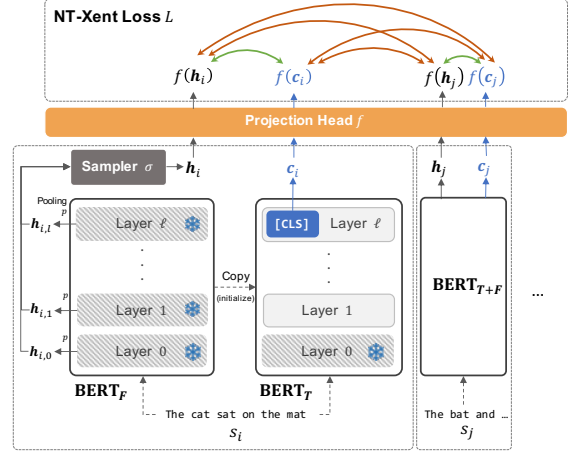 NT-Xent Loss L
f(h_i)
f(c_i)
f(h_j)
f(c_j)
Projection Head f
Sampler σ
h_i
c_i
h_j
c_j
Pooling
p
h_{i,l}
Layer ℓ
[CLS]
Layer ℓ
Copy
(initialize)
BERT_{T+F}
...
p
h_{i,1}
Layer 1
Layer 1
p
h_{i,0}
Layer 0
Layer 0
BERT_F
BERT_T
The cat sat on the mat
The bat and …
s_i
s_j